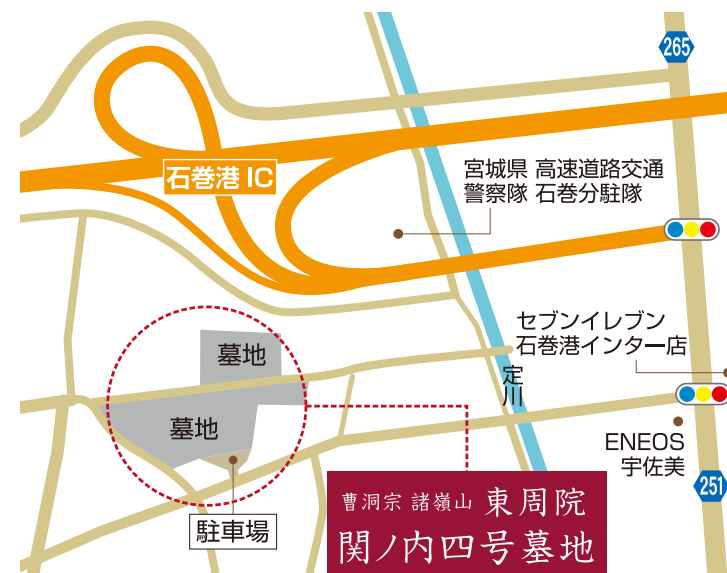 265
石巻港 IC
宮城県 高速道路交通
警察隊 石巻分駐隊
セブンイレブン
石巻港インター店
墓地
定川
墓地
ENEOS
宇佐美
251
駐車場
曹洞宗 諸嶺山 東周院
関ノ内四号墓地